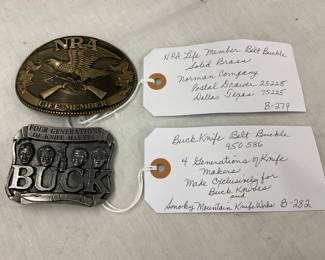 NRA
LIFE MEMBER
NRA Life Member Belt Buckle
Solid Brass
Norman Company
Postal Drawer 25228
Dallas Texas 75225
B-279
FOUR GENERATIONS
OF KNIFE MAKERS
BUCK
Buck Knife Belt Buckle
950586
4 Generations of Knife
Makers
Made Exclusively for
Buck Knives
and
Smoky Mountain Knife Works B-282